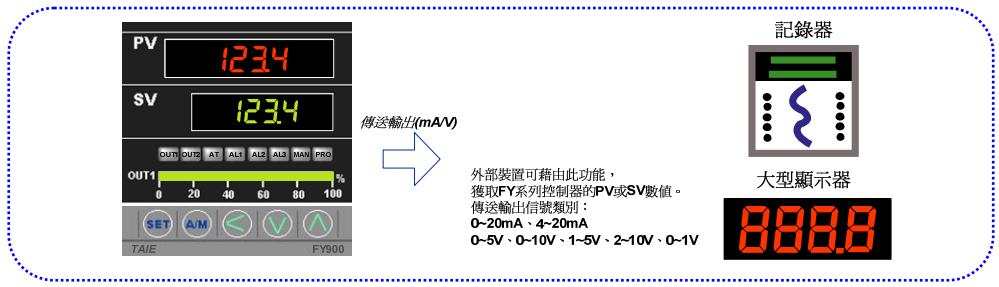 PV
123.4
SV
123.4
OUT1 OUT2 AT AL1 AL2 AL3 MAN PRO
OUT1 %
0 20 40 60 80 100
SET A/M
TAIE FY900
傳送輸出(mA/V)
外部裝置可藉由此功能，
獲取FY系列控制器的PV或SV數值。
傳送輸出信號類別：
0~20mA、4~20mA
0~5V、0~10V、1~5V、2~10V、0~1V
記錄器
大型顯示器
888.8